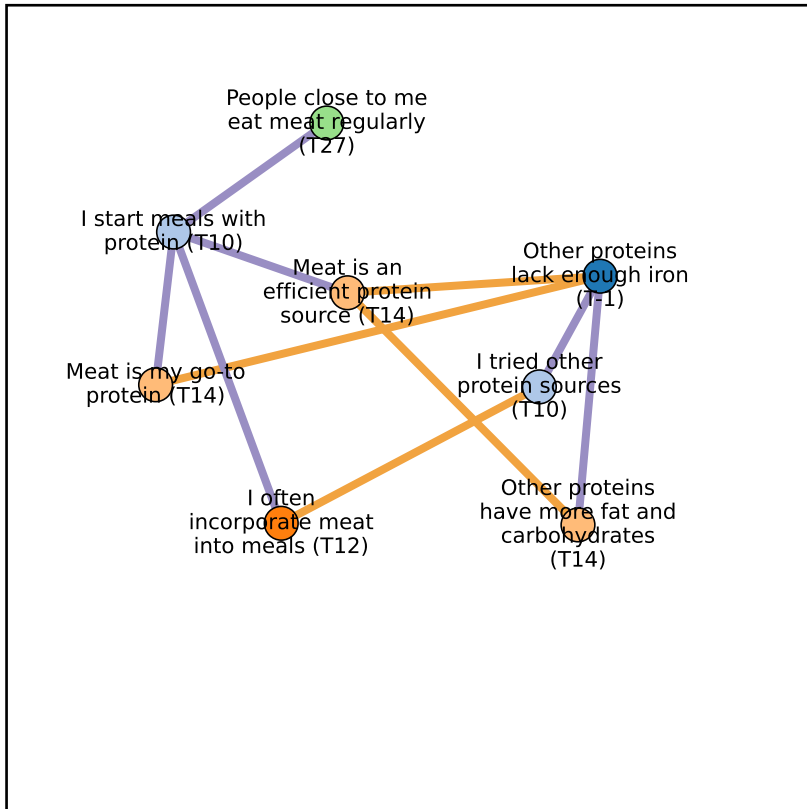 People close to me
eat meat regularly
(T27)
I start meals with
protein (T10)
Meat is an
efficient protein
source (T14)
Other proteins
lack enough iron
(T-1)
Meat is my go-to
protein (T14)
I tried other
protein sources
(T10)
I often
incorporate meat
into meals (T12)
Other proteins
have more fat and
carbohydrates
(T14)